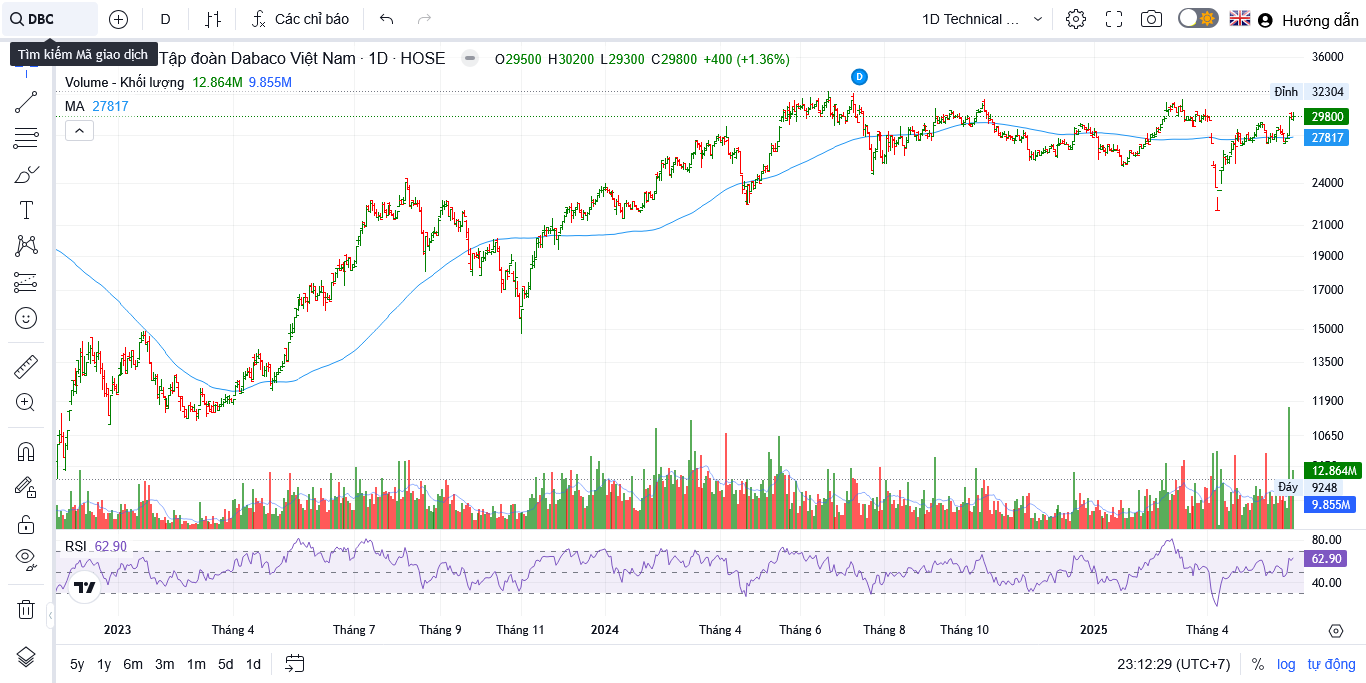 DBC
D
Các chỉ báo
1D Technical ...
Hướng dẫn
Tìm kiếm Mã giao dịch
Tập đoàn Dabaco Việt Nam · 1D · HOSE
O29500 H30200 L29300 C29800 +400 (+1.36%)
Volume - Khối lượng 12.864M 9.855M
MA 27817
D
36000
Đỉnh 32304
29800
27817
24000
21000
19000
17000
15000
13500
11900
10650
12.864M
Đáy 9248
9.855M
RSI 62.90
80.00
62.90
40.00
2023
Tháng 4
Tháng 7
Tháng 9
Tháng 11
2024
Tháng 4
Tháng 6
Tháng 8
Tháng 10
2025
Tháng 4
5y 1y 6m 3m 1m 5d 1d
23:12:29 (UTC+7)
% log tự động